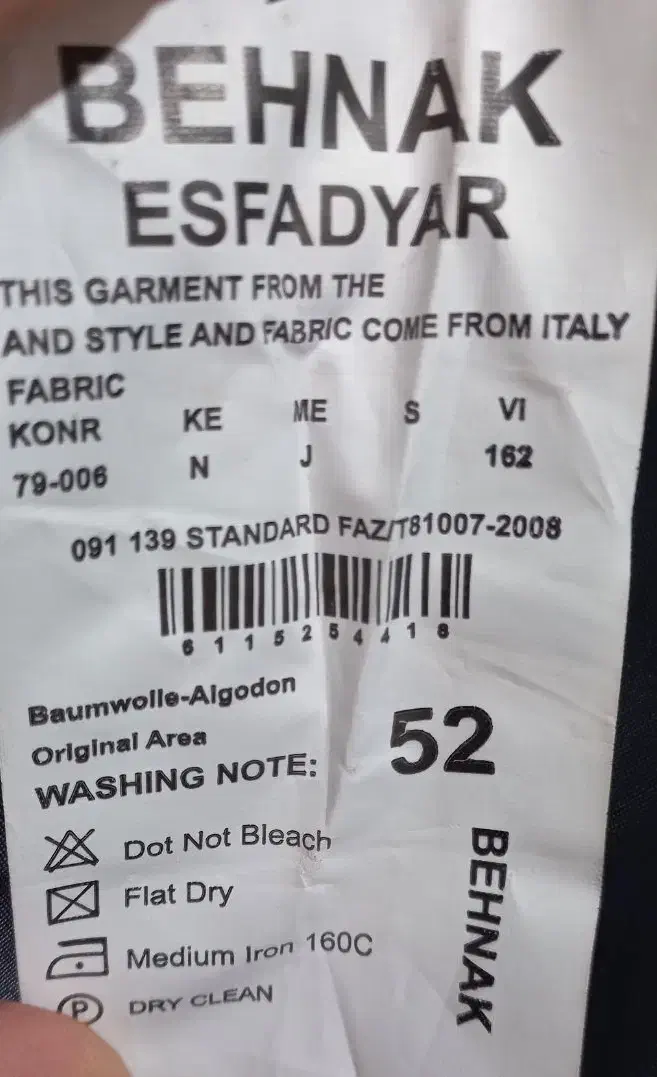 BEHNAK
ESFADYAR
THIS GARMENT FROM THE
AND STYLE AND FABRIC COME FROM ITALY
FABRIC
KONR KE ME S VI
79-006 N J 162
091 139 STANDARD FAZ/T81007-2008
6 1 1 5 2 5 4 4 1 8
Baumwolle-Algodon
Original Area
52
WASHING NOTE:
Dot Not Bleach
Flat Dry
Medium Iron 160C
P DRY CLEAN
BEHNAK